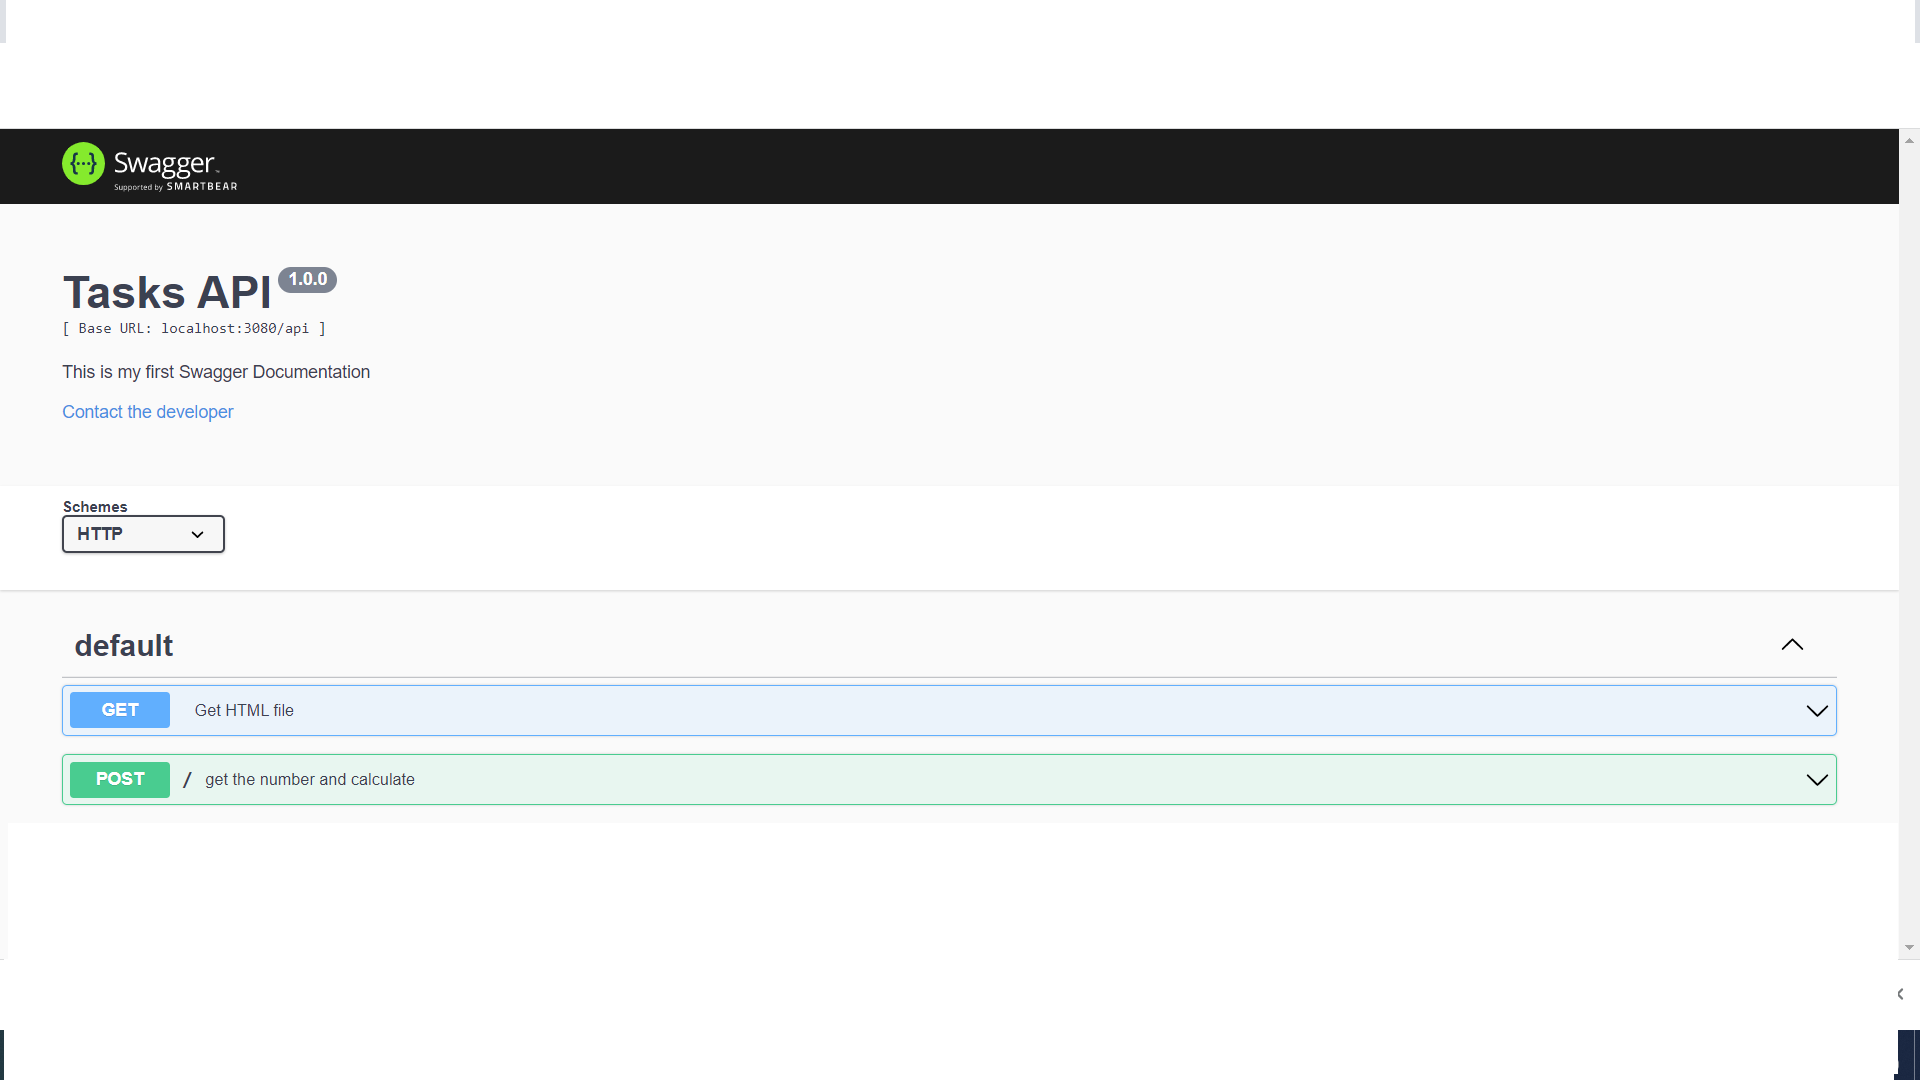 Swagger™
Supported by SMARTBEAR
Tasks API 1.0.0
[ Base URL: localhost:3080/api ]
This is my first Swagger Documentation
Contact the developer
Schemes
HTTP
default
GET Get HTML file
POST / get the number and calculate